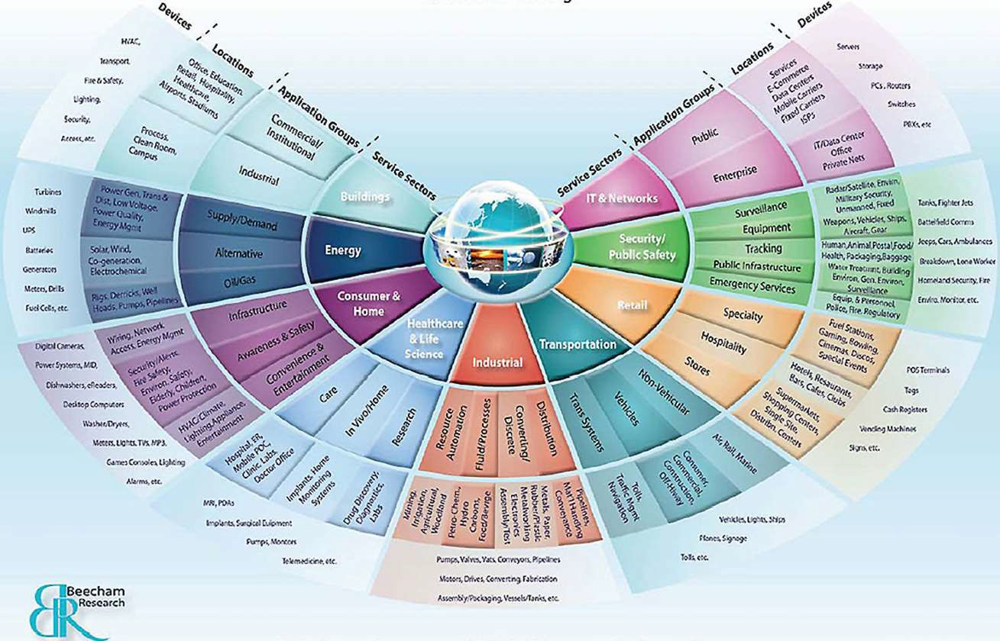 Devices
Locations
Application Groups
Service Sectors
HVAC,
Transport,
Fire & Safety,
Lighting,
Security,
Access, etc.
Office, Education,
Retail, Hospitality,
Healthcare,
Airports, Stadiums
Process,
Clean Room,
Campus
Commercial/
Institutional
Industrial
Buildings
Turbines
Windmills
UPS
Batteries
Generators
Meters, Drills
Fuel Cells, etc.
Power Gen, Trans &
Dist, Low Voltage,
Power Quality,
Energy Mgmt
Solar, Wind,
Co-generation,
Electrochemical
Rigs, Derricks, Well
Heads, Pumps, Pipelines
Supply/Demand
Alternative
Oil/Gas
Energy
Digital Cameras,
Power Systems, MID,
Dishwashers, eReaders,
Desktop Computers
Washer/Dryers,
Meters, Lights, TVs, MP3,
Games Consoles, Lighting
Alarms, etc.
Wiring, Network
Access, Energy Mgmt
Security/Alerts,
Fire Safety,
Environ. Safety,
Elderly, Children,
Power Protection
HVAC/Climate,
Lighting,Appliance,
Entertainment
Infrastructure
Awareness & Safety
Convenience &
Entertainment
Consumer &
Home
MRI, PDAs
Implants, Surgical Euipment
Pumps, Monitors
Telemedicine, etc.
Hospital, ER,
Mobile POC,
Clinic, Labs,
Doctor Office
Implants, Home
Monitoring
Systems
Drug Discovery,
Diagnostics,
Labs
Care
In Vivo/Home
Research
Healthcare
& Life
Science
Industrial
Resource
Automation
Fluid/Processes
Converting/
Discrete
Distribution
Mining,
Irrigation,
Agricultural,
Woodland
Petro-Chem.,
Hydro
Carbons,
Food/Bevrge
Metals, Paper,
Rubber/Plastic
Metalworking
Electronics
Assembly/Test
Pipelines,
Mat'l Handing
Conveyance
Pumps, Valves, Vats, Conveyors, Pipelines
Motors, Drives, Converting, Fabrication
Assembly/Packaging, Vessels/Tanks, etc.
Transportation
Trans Systems
Vehicles
Non-Vehicular
Tolls,
Traffic Mgmt
Navigation
Consumer,
Commercial,
Construction,
Off-Hiway
Air, Rail, Marine
Vehicles, Lights, Ships
Planes, Signage
Tolls, etc.
Retail
Specialty
Hospitality
Stores
Fuel Stations,
Gaming, Bowling,
Cinemas, Discos,
Special Events
Hotels, Resaurants,
Bars, Cafes, Clubs
Supermarkets,
Shopping Centers,
Single Site,
Distriben, Centers
POS Terminals
Tags
Cash Registers
Vending Machines
Signs, etc.
Security/
Public Safety
Surveillance
Equipment
Tracking
Public Infrastructure
Emergency Services
Radar/Satellite, Environ,
Military Security,
Unmanned, Fixed
Weapons, Vehicles, Ships,
Aircraft, Gear
Human,Animal,Postal,Food/
Health, Packaging,Baggage
Water Treatmnt, Building
Environ, Gen. Environ,
Surveillance
Equip, & Personnel,
Police, Fire, Regulatory
Tanks, Fighter Jets
Battelfield Comms
Jeeps, Cars, Ambulances
Breakdown, Lone Worker
Homeland Security, Fire
Enviro. Monitor, etc.
IT & Networks
Public
Enterprise
Services
E-Commerce
Data Centers
Mobile Carriers
Fixed Carriers
ISPs
IT/Data Center
Office
Private Nets
Servers
Storage
PCs , Routers
Switches
PBXs, etc
Service Sectors
Application Groups
Locations
Devices
BR
Beecham
Research